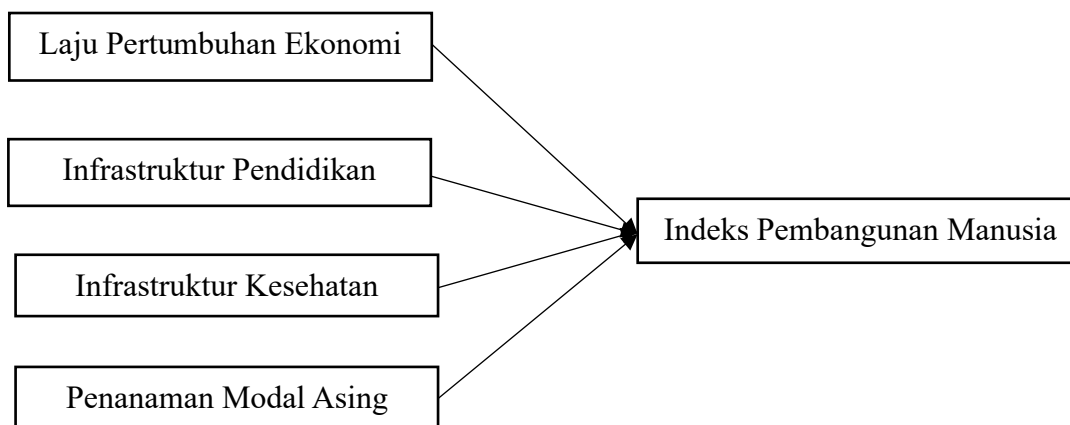 Laju Pertumbuhan Ekonomi
Infrastruktur Pendidikan
Infrastruktur Kesehatan
Penanaman Modal Asing
Indeks Pembangunan Manusia